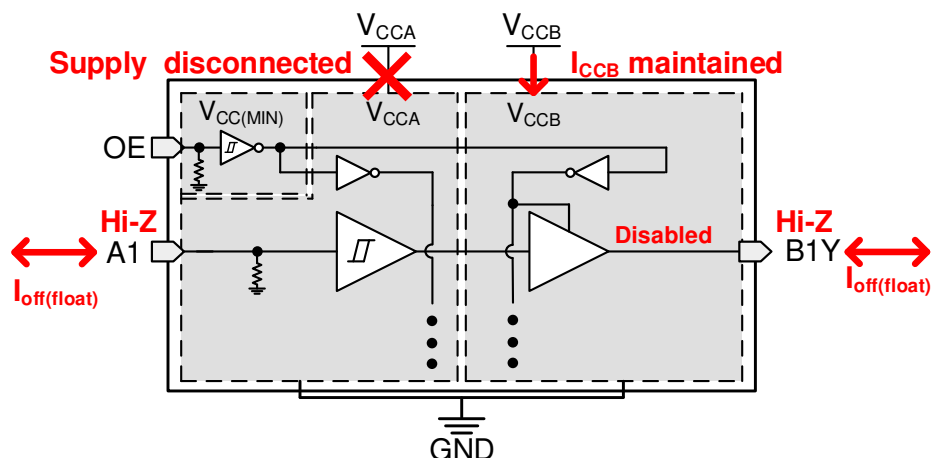 VCCA VCCB
Supply disconnected ICCB maintained
VCC(MIN) VCCA VCCB
OE
Hi-Z Hi-Z
A1 Disabled B1Y
Ioff(float) Ioff(float)
GND